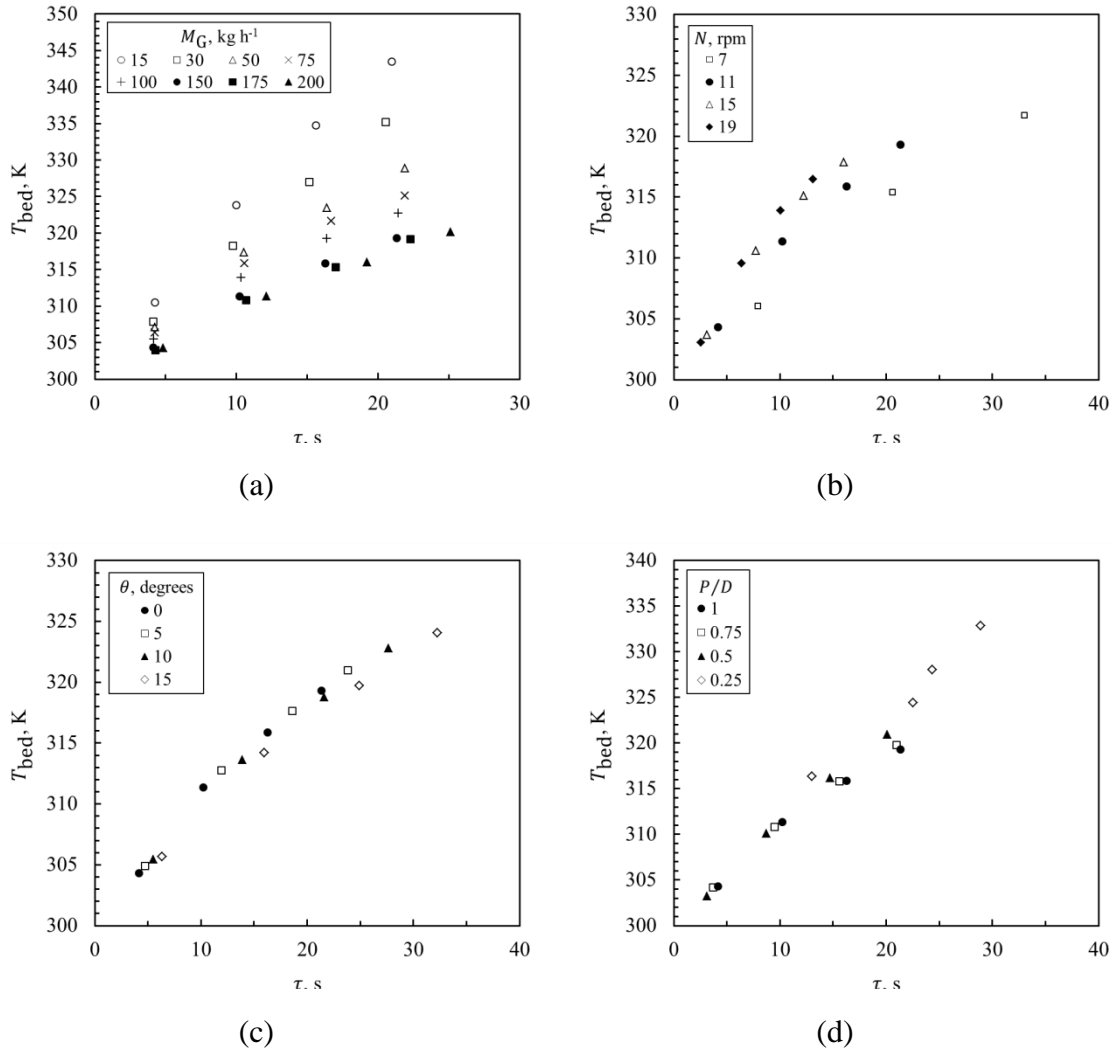 350
345
340
335
330
325
320
315
310
305
300
T_bed, K
M_G, kg h⁻¹
○ 15 □ 30 △ 50 × 75
+ 100 ● 150 ■ 175 ▲ 200
0 10 20 30
τ, s
(a)
330
325
320
315
310
305
300
T_bed, K
N, rpm
□ 7
● 11
△ 15
◆ 19
0 10 20 30 40
τ, s
(b)
330
325
320
315
310
305
300
T_bed, K
θ, degrees
● 0
□ 5
▲ 10
◇ 15
0 10 20 30 40
τ, s
(c)
340
335
330
325
320
315
310
305
300
T_bed, K
P/D
● 1
□ 0.75
▲ 0.5
◇ 0.25
0 10 20 30 40
τ, s
(d)